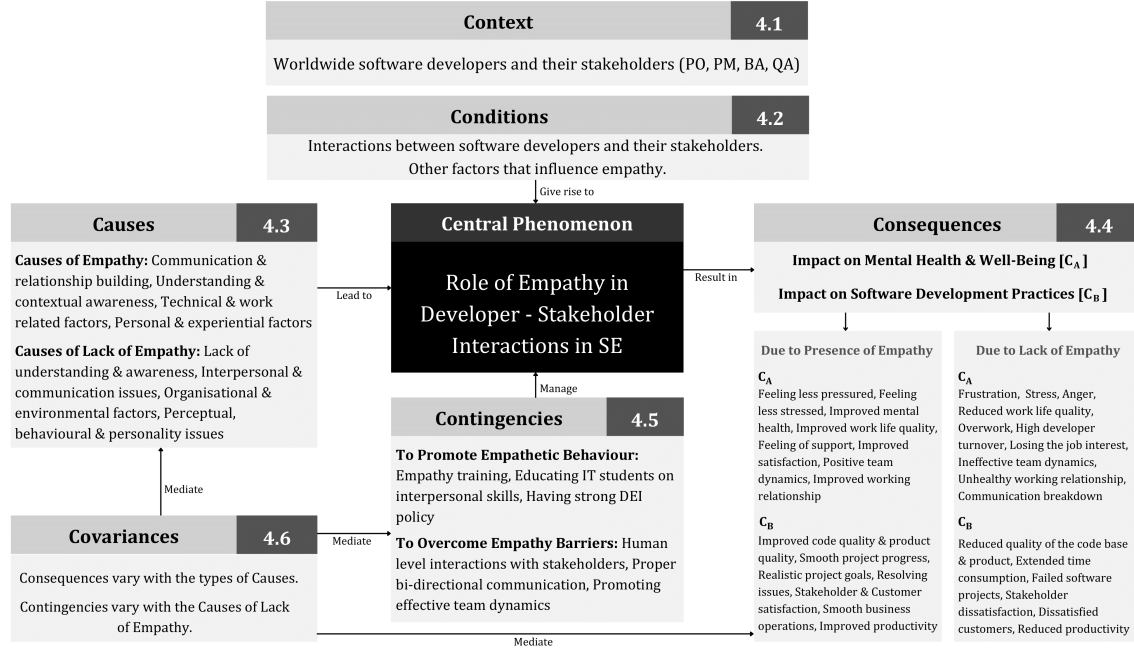 Context
4.1
Worldwide software developers and their stakeholders (PO, PM, BA, QA)
Conditions
4.2
Interactions between software developers and their stakeholders.
Other factors that influence empathy.
Give rise to
Causes
4.3
Causes of Empathy: Communication &
relationship building, Understanding &
contextual awareness, Technical & work
related factors, Personal & experiential factors
Causes of Lack of Empathy: Lack of
understanding & awareness, Interpersonal &
communication issues, Organisational &
environmental factors, Perceptual,
behavioural & personality issues
Lead to
Central Phenomenon
Role of Empathy in
Developer - Stakeholder
Interactions in SE
Result in
Consequences
4.4
Impact on Mental Health & Well-Being [CA]
Impact on Software Development Practices [CB]
Due to Presence of Empathy
CA
Feeling less pressured, Feeling
less stressed, Improved mental
health, Improved work life quality,
Feeling of support, Improved
satisfaction, Positive team
dynamics, Improved working
relationship
CB
Improved code quality & product
quality, Smooth project progress,
Realistic project goals, Resolving
issues, Stakeholder & Customer
satisfaction, Smooth business
operations, Improved productivity
Due to Lack of Empathy
CA
Frustration, Stress, Anger,
Reduced work life quality,
Overwork, High developer
turnover, Losing the job interest,
Ineffective team dynamics,
Unhealthy working relationship,
Communication breakdown
CB
Reduced quality of the code base
& product, Extended time
consumption, Failed software
projects, Stakeholder
dissatisfaction, Dissatisfied
customers, Reduced productivity
Manage
Contingencies
4.5
To Promote Empathetic Behaviour:
Empathy training, Educating IT students on
interpersonal skills, Having strong DEI
policy
To Overcome Empathy Barriers: Human
level interactions with stakeholders, Proper
bi-directional communication, Promoting
effective team dynamics
Mediate
Covariances
4.6
Consequences vary with the types of Causes.
Contingencies vary with the Causes of Lack
of Empathy.
Mediate
Mediate